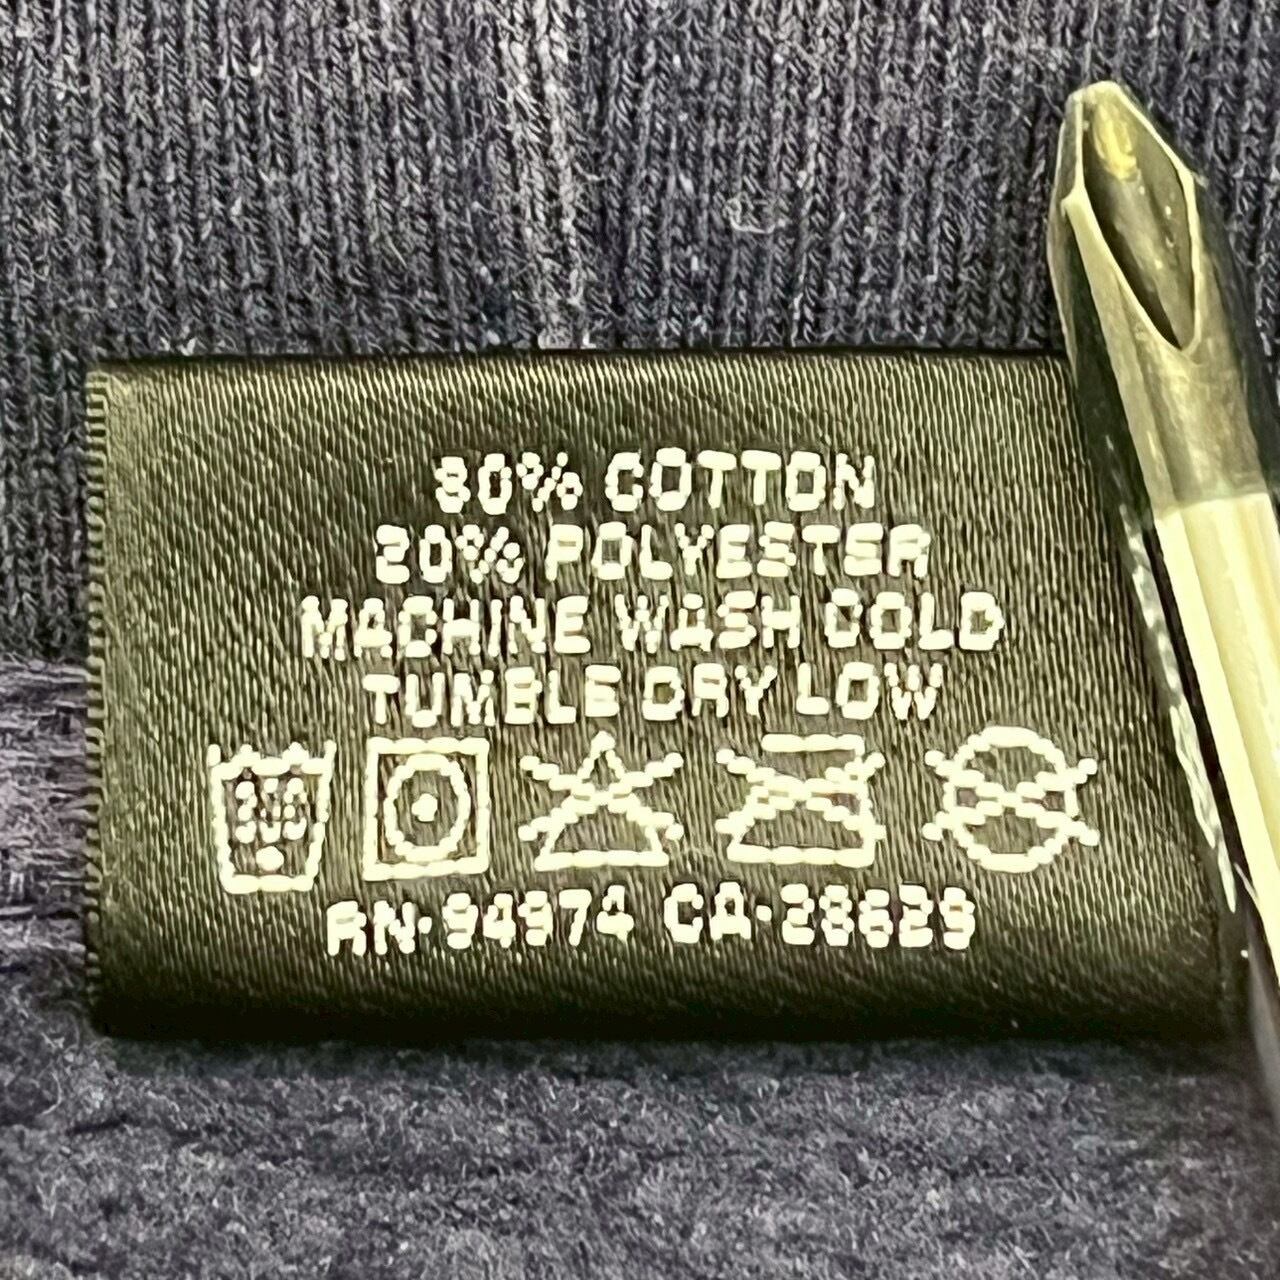 80% COTTON
20% POLYESTER
MACHINE WASH COLD
TUMBLE DRY LOW
RN·94974 CA·28629